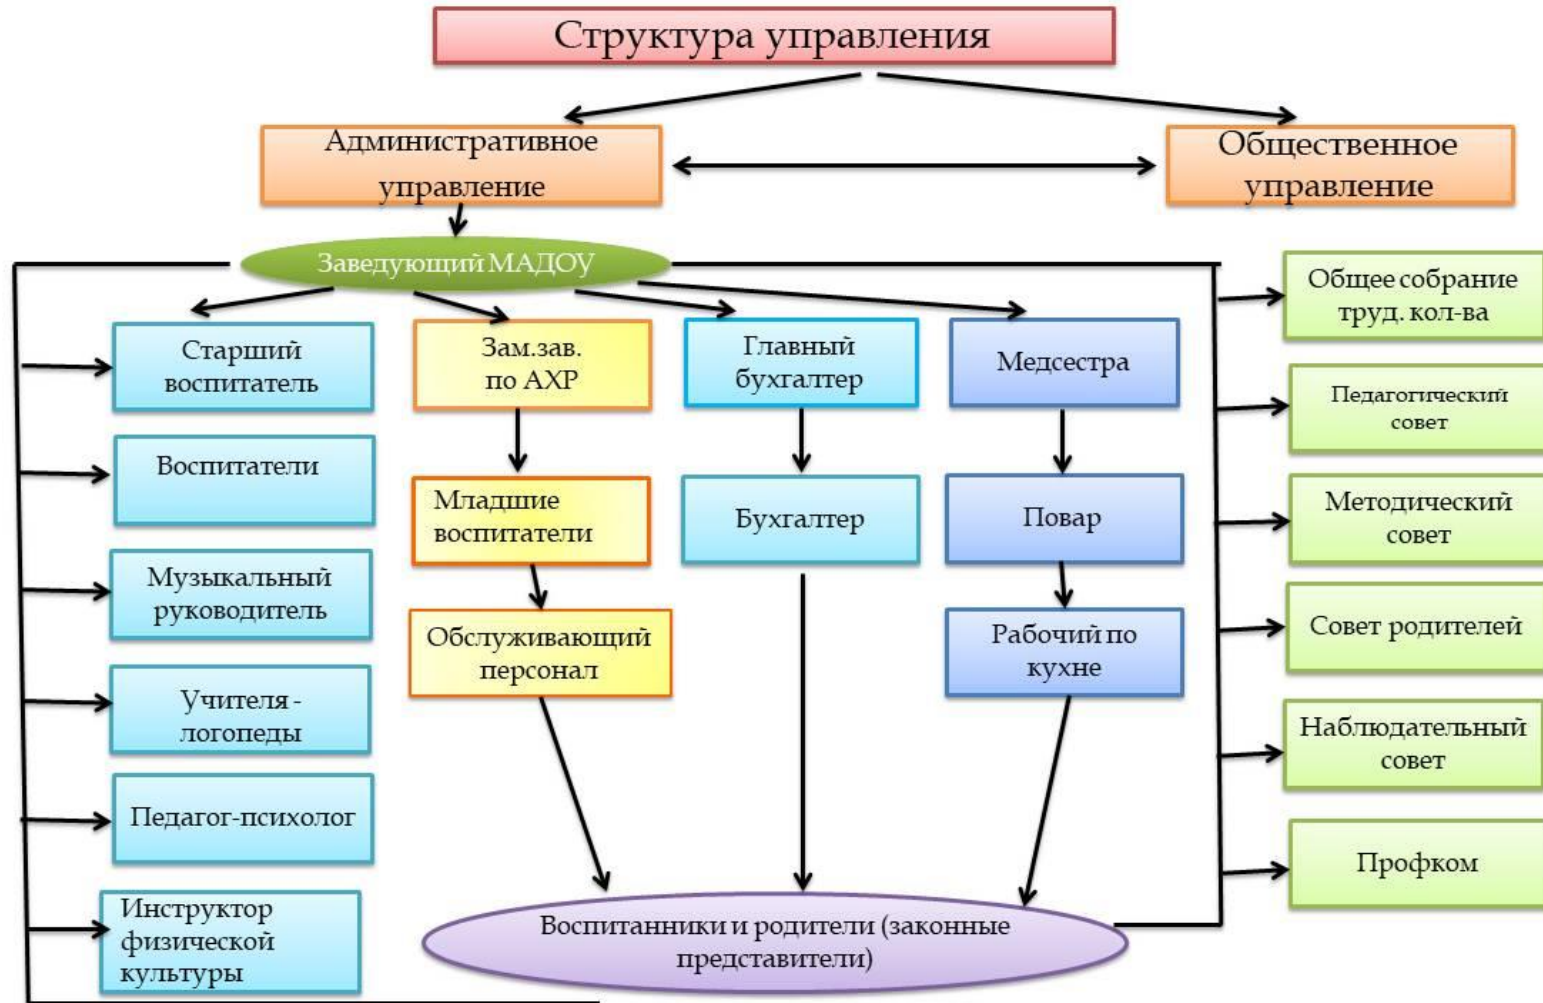 Структура управления
Административное
управление
Общественное
управление
Заведующий МАДОУ
Старший
воспитатель
Зам.зав.
по АХР
Главный
бухгалтер
Медсестра
Общее собрание
труд. кол-ва
Педагогический
совет
Воспитатели
Младшие
воспитатели
Бухгалтер
Повар
Методический
совет
Музыкальный
руководитель
Обслуживающий
персонал
Рабочий по
кухне
Совет родителей
Учителя -
логопеды
Наблюдательный
совет
Педагог-психолог
Профком
Инструктор
физической
культуры
Воспитанники и родители (законные
представители)